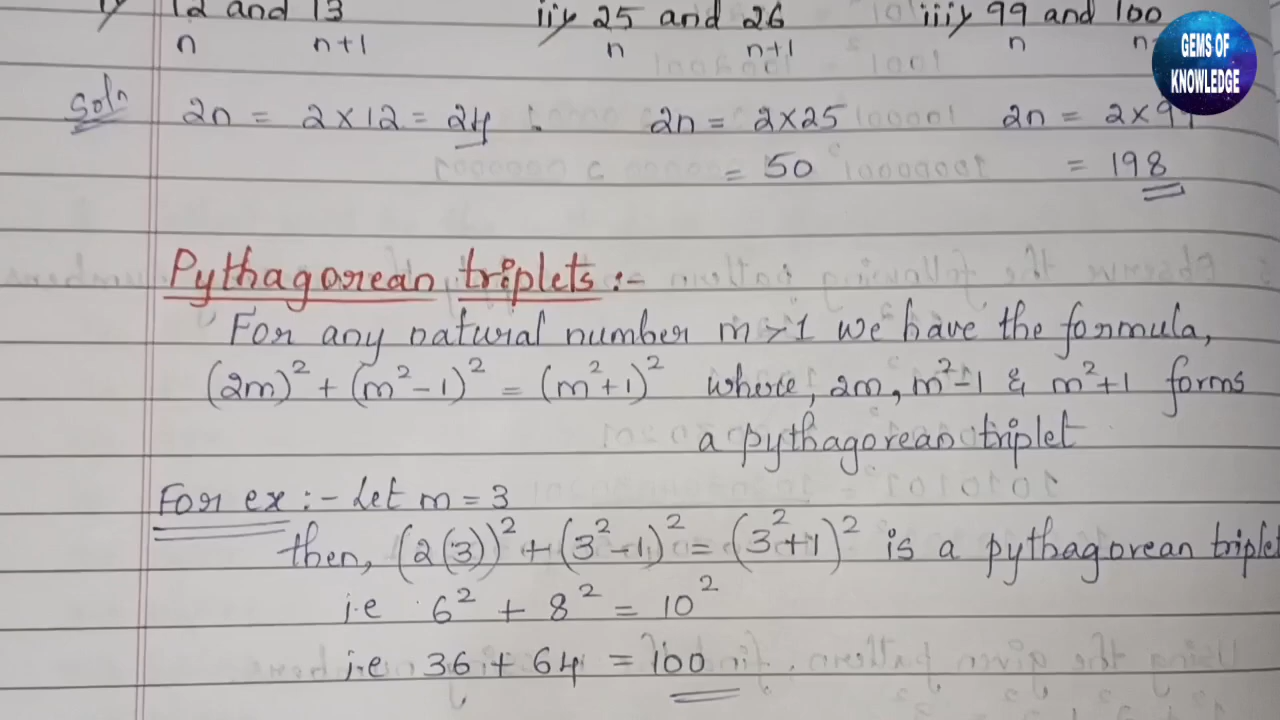 12 and 13 ii) 25 and 26 iii) 99 and 100
n n+1 n n+1 n
GEMS OF KNOWLEDGE
Soln 2n = 2×12 = 24. 2n = 2×25 2n = 2×99
= 50 = 198
Pythagorean triplets :-
For any natural number m>1 we have the formula,
(2m)² + (m²-1)² = (m²+1)² where, 2m, m²-1 & m²+1 forms
a pythagorean triplet
For ex :- Let m = 3
then, (2(3))² + (3²-1)² = (3²+1)² is a pythagorean triplet
i.e 6² + 8² = 10²
i.e 36 + 64 = 100